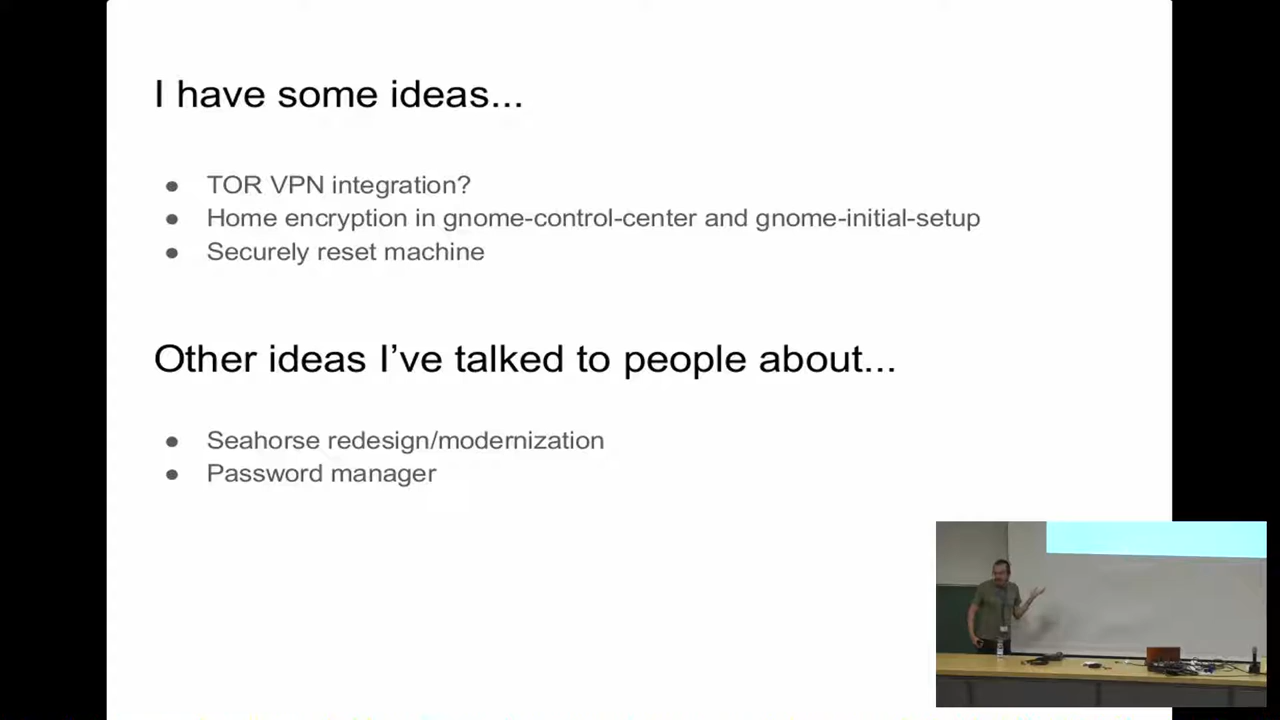 I have some ideas...
● TOR VPN integration?
● Home encryption in gnome-control-center and gnome-initial-setup
● Securely reset machine
Other ideas I’ve talked to people about...
● Seahorse redesign/modernization
● Password manager